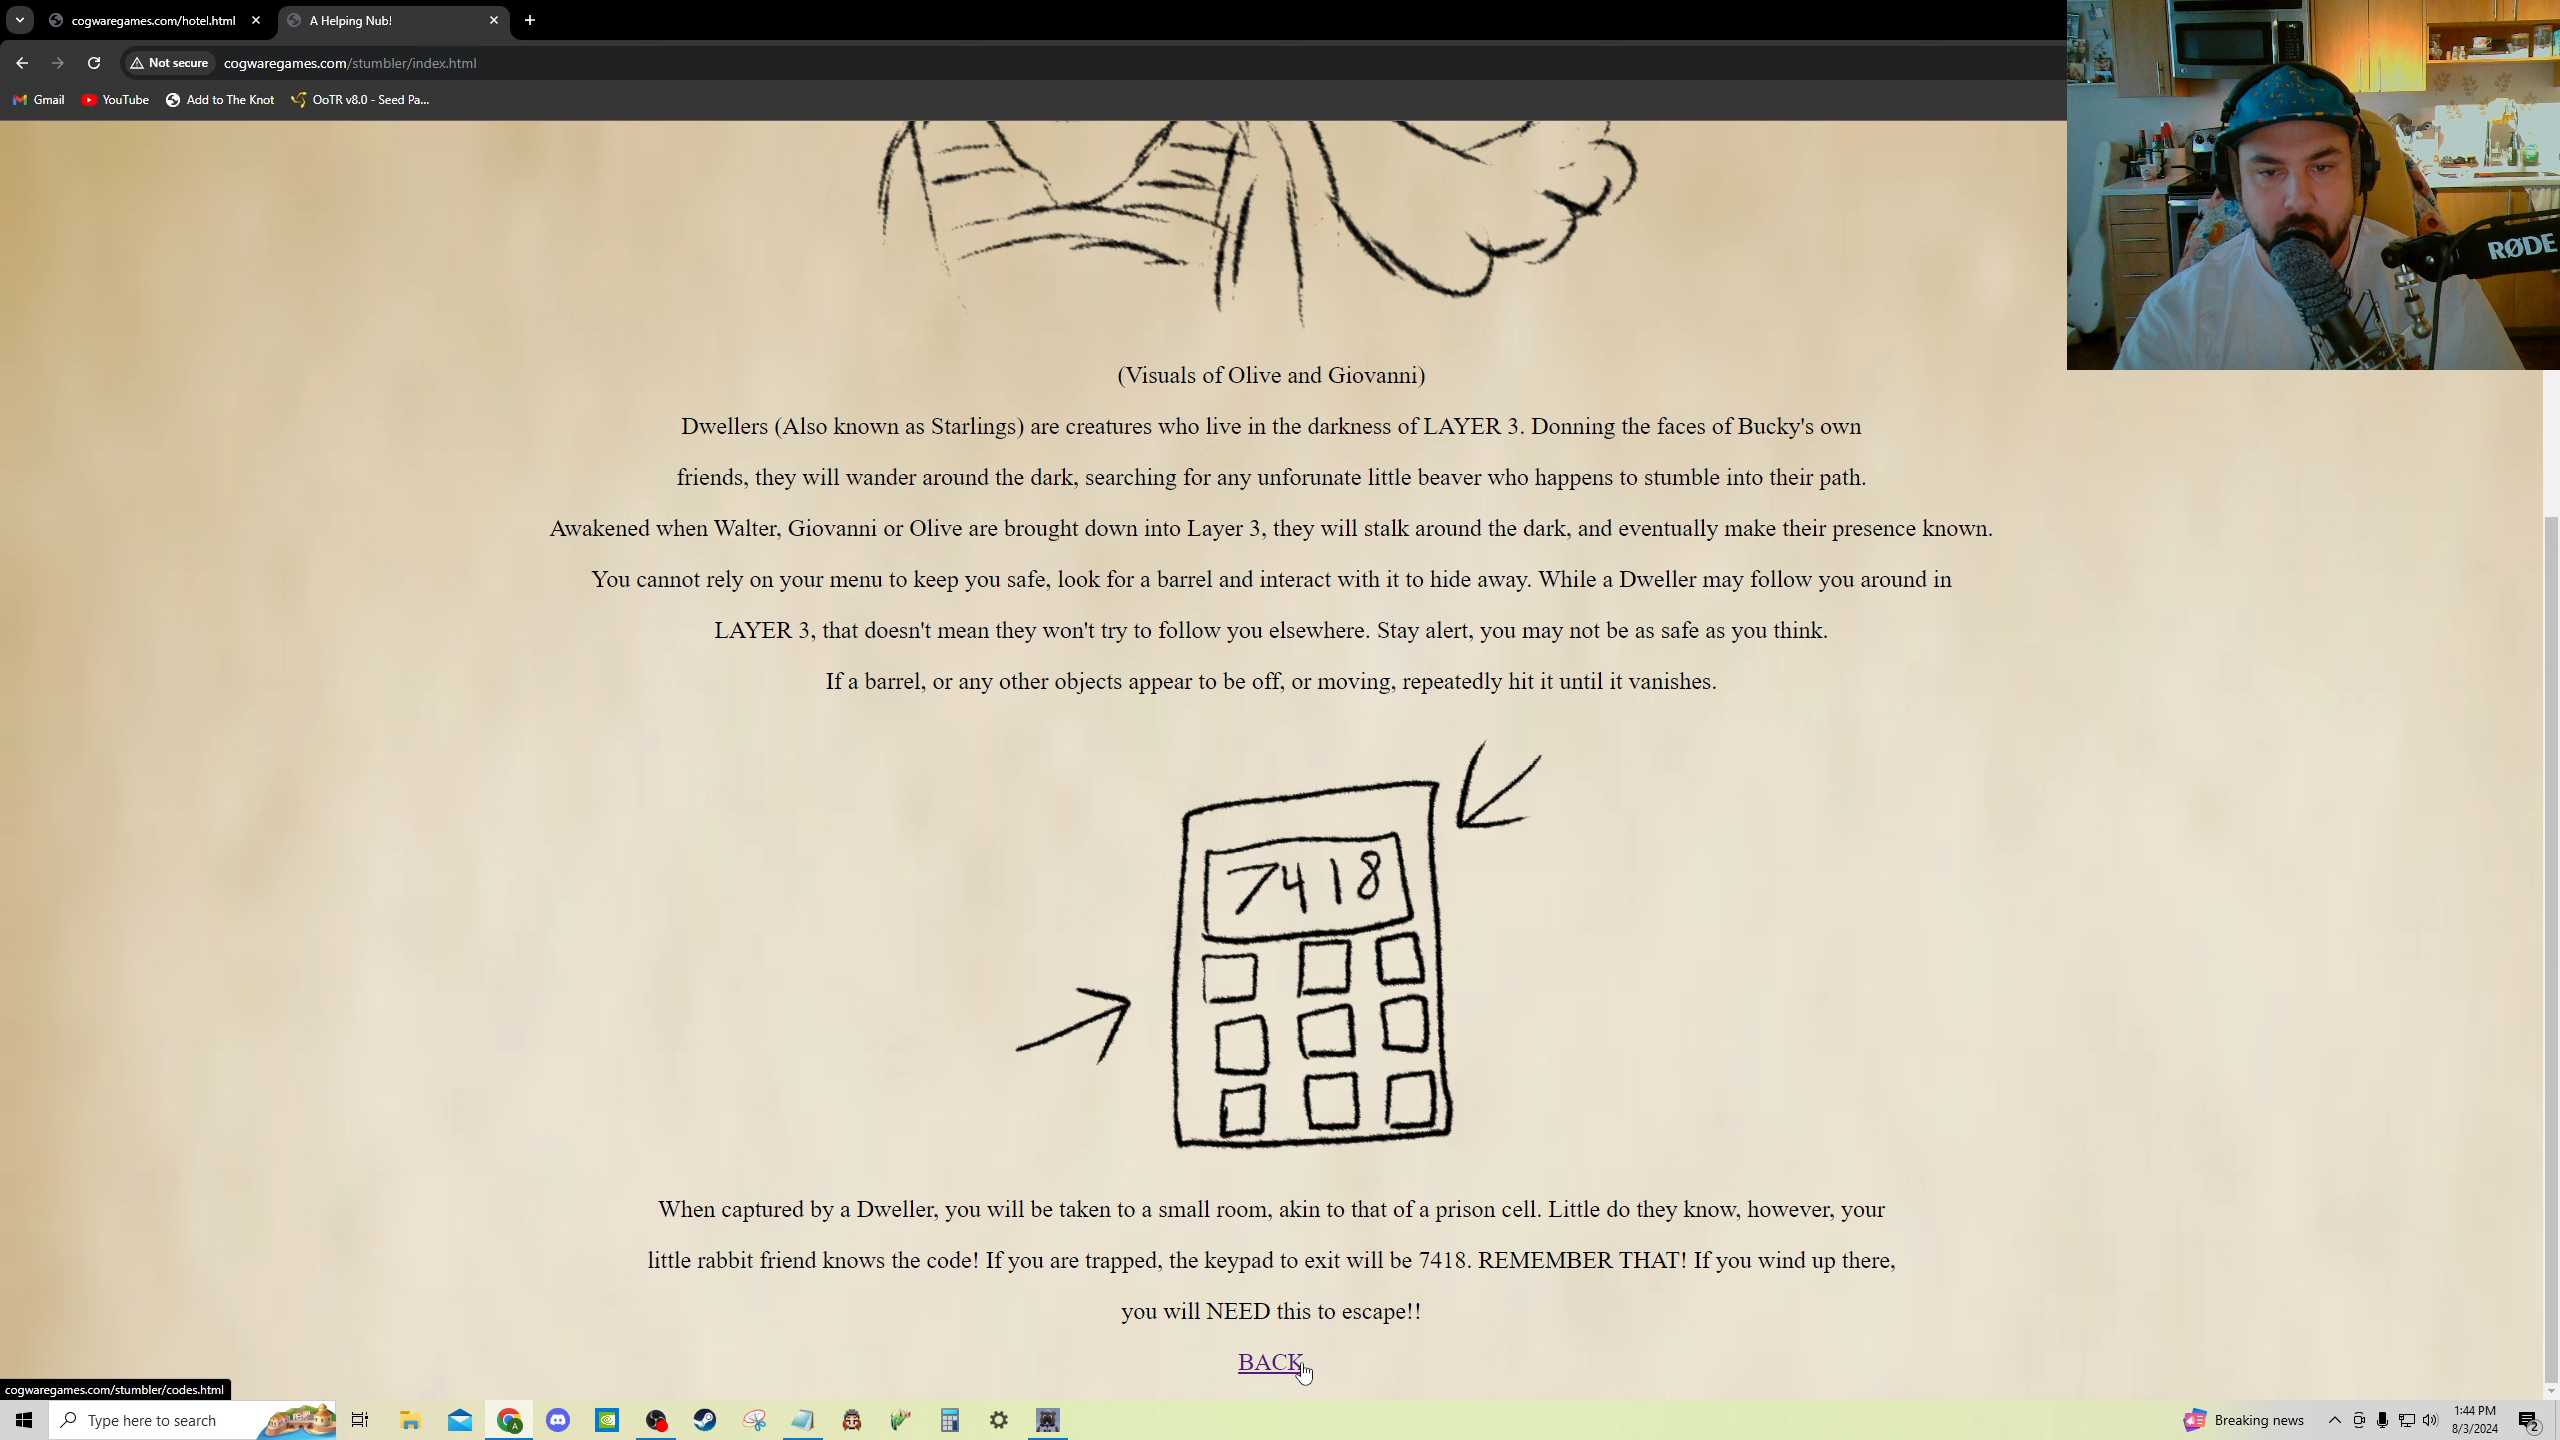 cogwaregames.com/hotel.html
A Helping Nub!
Not secure
cogwaregames.com/stumbler/index.html
Gmail
YouTube
Add to The Knot
OoTR v8.0 - Seed Pa...
RØDE
(Visuals of Olive and Giovanni)
Dwellers (Also known as Starlings) are creatures who live in the darkness of LAYER 3. Donning the faces of Bucky's own
friends, they will wander around the dark, searching for any unforunate little beaver who happens to stumble into their path.
Awakened when Walter, Giovanni or Olive are brought down into Layer 3, they will stalk around the dark, and eventually make their presence known.
You cannot rely on your menu to keep you safe, look for a barrel and interact with it to hide away. While a Dweller may follow you around in
LAYER 3, that doesn't mean they won't try to follow you elsewhere. Stay alert, you may not be as safe as you think.
If a barrel, or any other objects appear to be off, or moving, repeatedly hit it until it vanishes.
7418
When captured by a Dweller, you will be taken to a small room, akin to that of a prison cell. Little do they know, however, your
little rabbit friend knows the code! If you are trapped, the keypad to exit will be 7418. REMEMBER THAT! If you wind up there,
you will NEED this to escape!!
BACK
cogwaregames.com/stumbler/codes.html
Type here to search
Breaking news
1:44 PM
8/3/2024
2